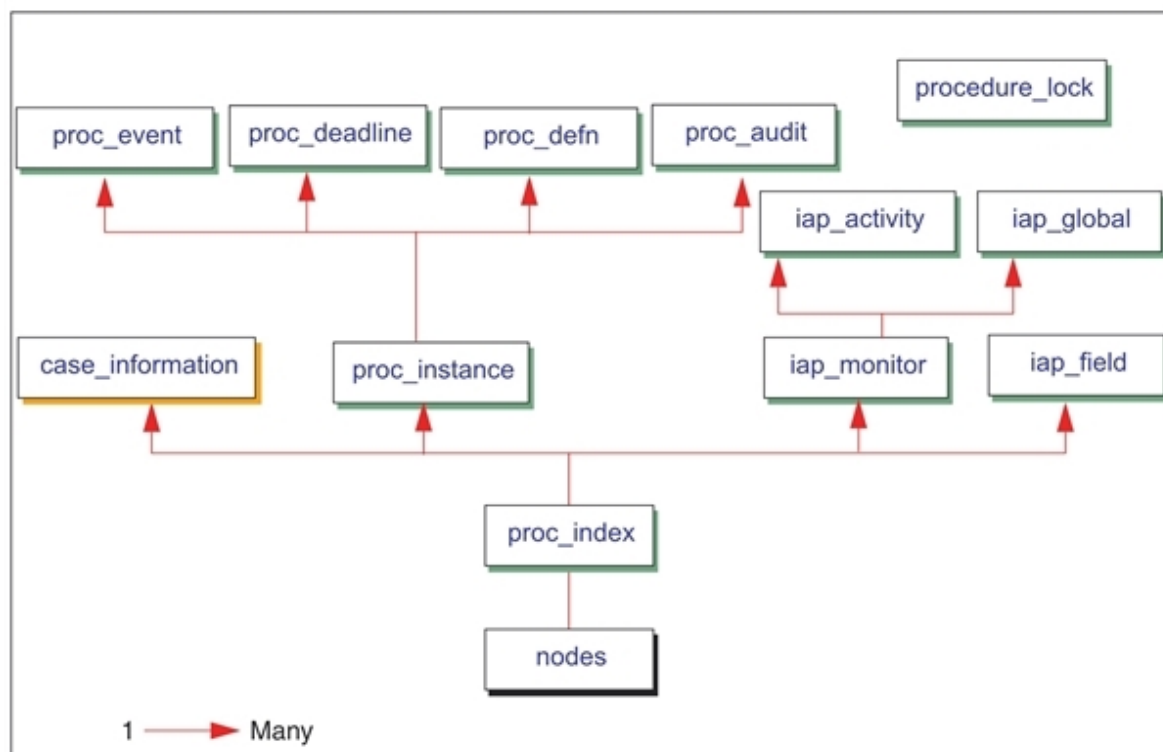 procedure_lock
proc_event
proc_deadline
proc_defn
proc_audit
iap_activity
iap_global
case_information
proc_instance
iap_monitor
iap_field
proc_index
nodes
1 Many